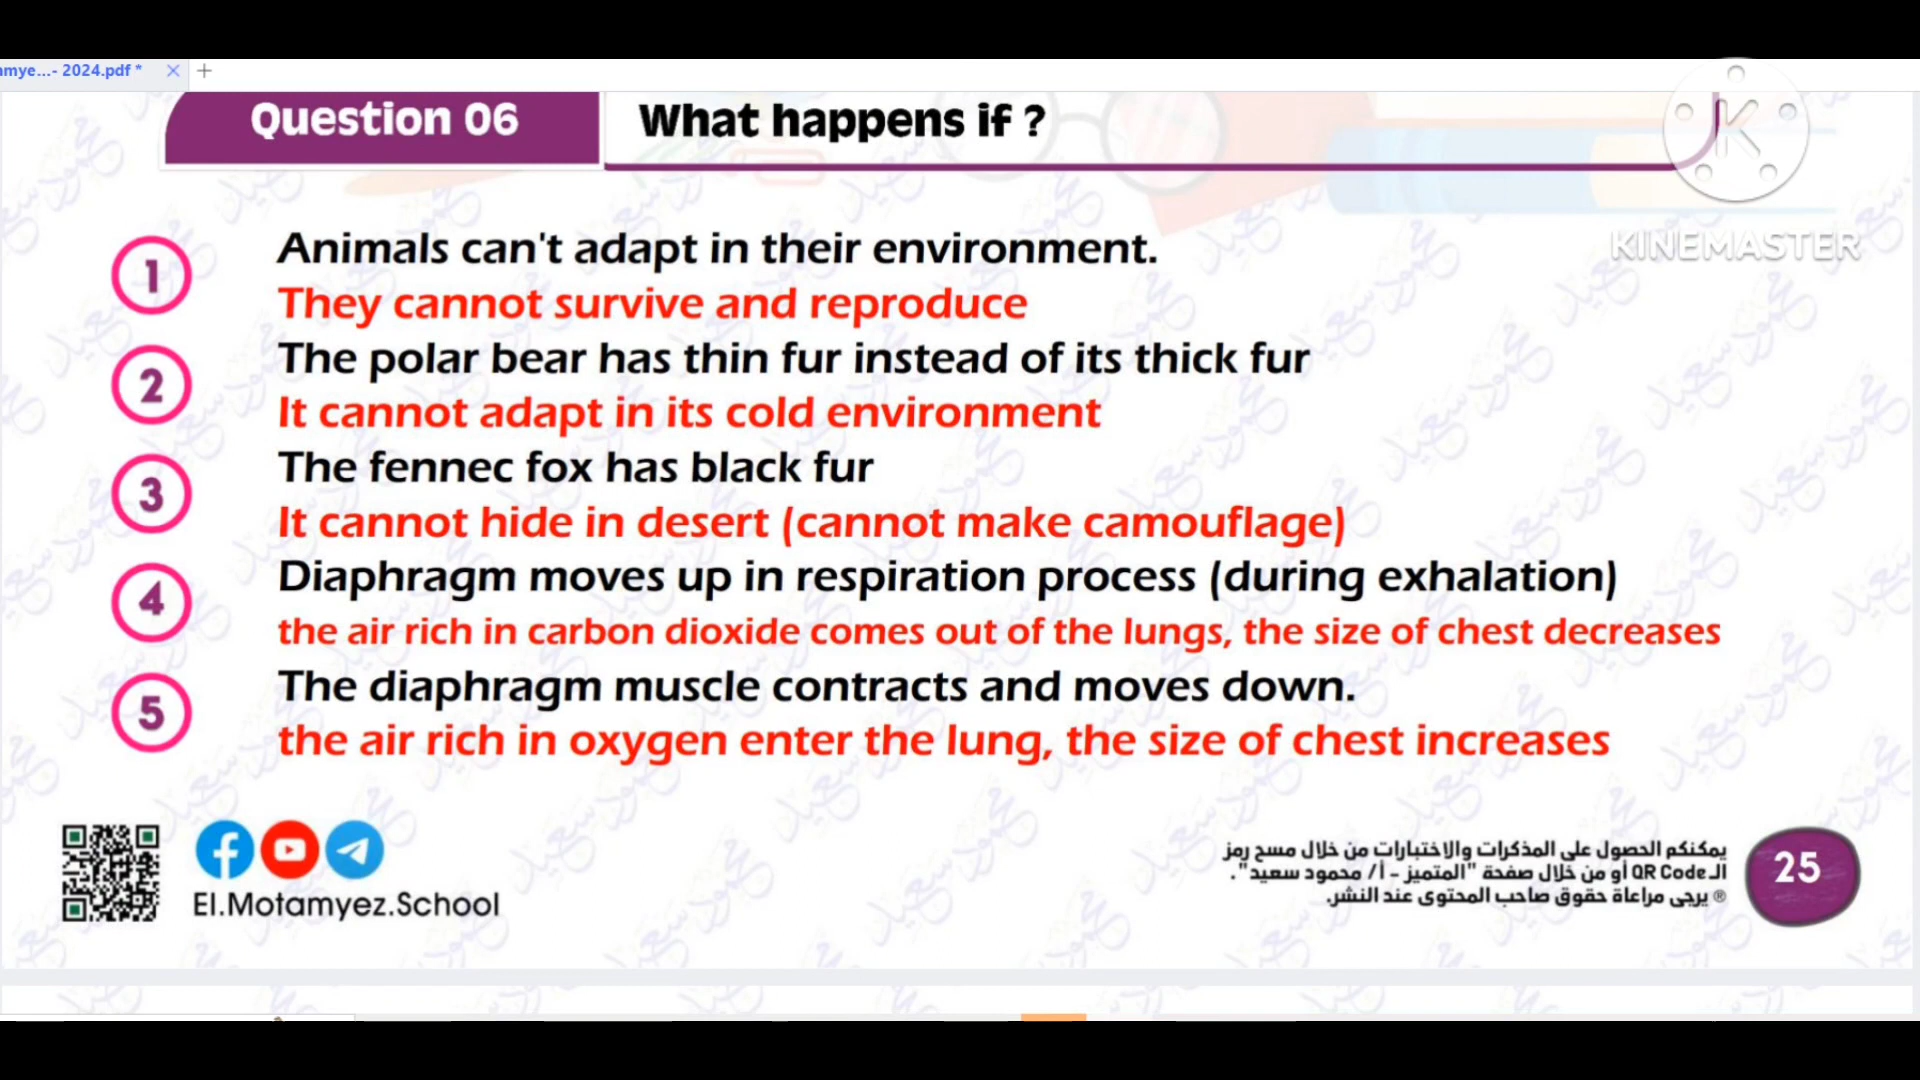 amye...- 2024.pdf *
Question 06
What happens if ?
KINEMASTER
1
Animals can't adapt in their environment.
They cannot survive and reproduce
2
The polar bear has thin fur instead of its thick fur
It cannot adapt in its cold environment
3
The fennec fox has black fur
It cannot hide in desert (cannot make camouflage)
4
Diaphragm moves up in respiration process (during exhalation)
the air rich in carbon dioxide comes out of the lungs, the size of chest decreases
5
The diaphragm muscle contracts and moves down.
the air rich in oxygen enter the lung, the size of chest increases
El.Motamyez.School
يمكنكم الحصول على المذكرات والاختبارات من خلال مسح رمز
الـ QR Code أو من خلال صفحة "المتميز - أ/ محمود سعيد".
® يرجى مراعاة حقوق صاحب المحتوى عند النشر.
25
محمود سعيد